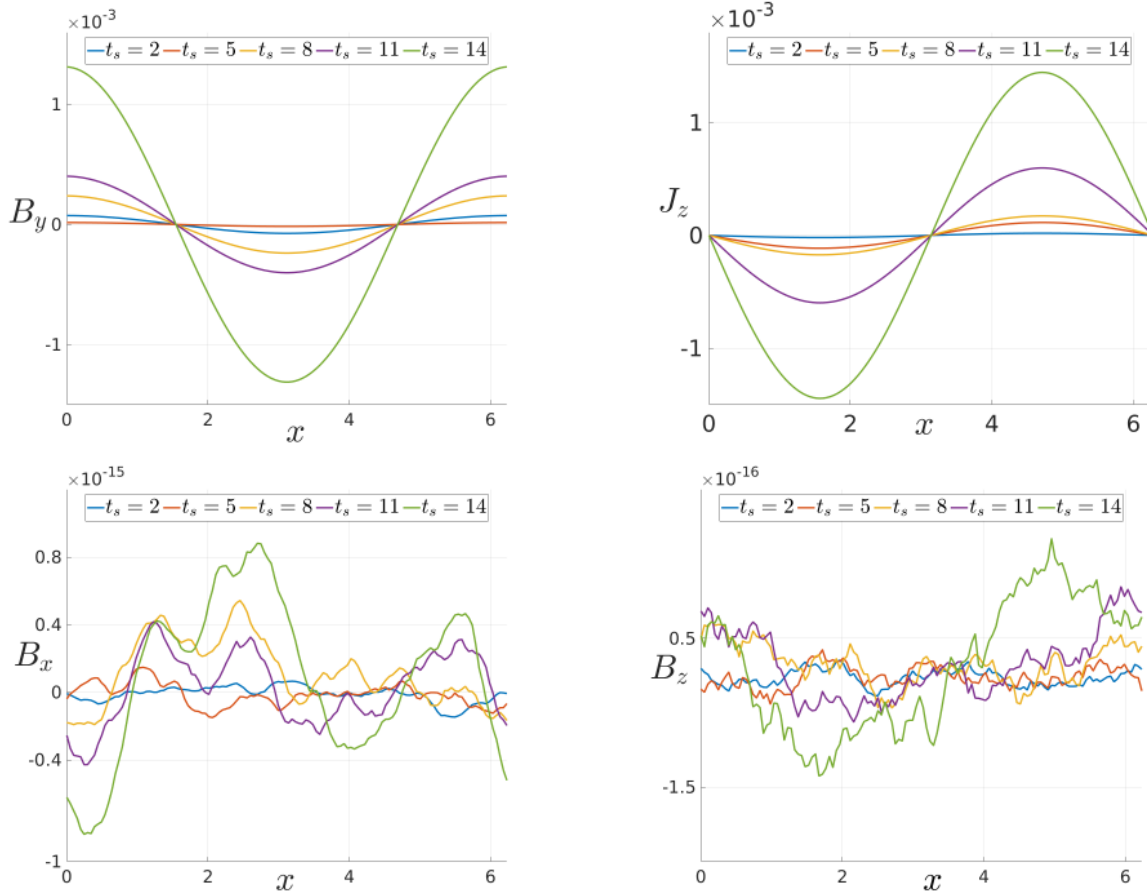 ×10⁻³
t_s = 2 t_s = 5 t_s = 8 t_s = 11 t_s = 14
1
B_y
0
-1
0 2 4 6
x
×10⁻³
t_s = 2 t_s = 5 t_s = 8 t_s = 11 t_s = 14
1
J_z
0
-1
0 2 4 6
x
×10⁻¹⁵
t_s = 2 t_s = 5 t_s = 8 t_s = 11 t_s = 14
0.8
0.4
B_x
0
-0.4
-1
0 2 4 6
x
×10⁻¹⁶
t_s = 2 t_s = 5 t_s = 8 t_s = 11 t_s = 14
0.5
B_z
-1.5
0 2 4 6
x